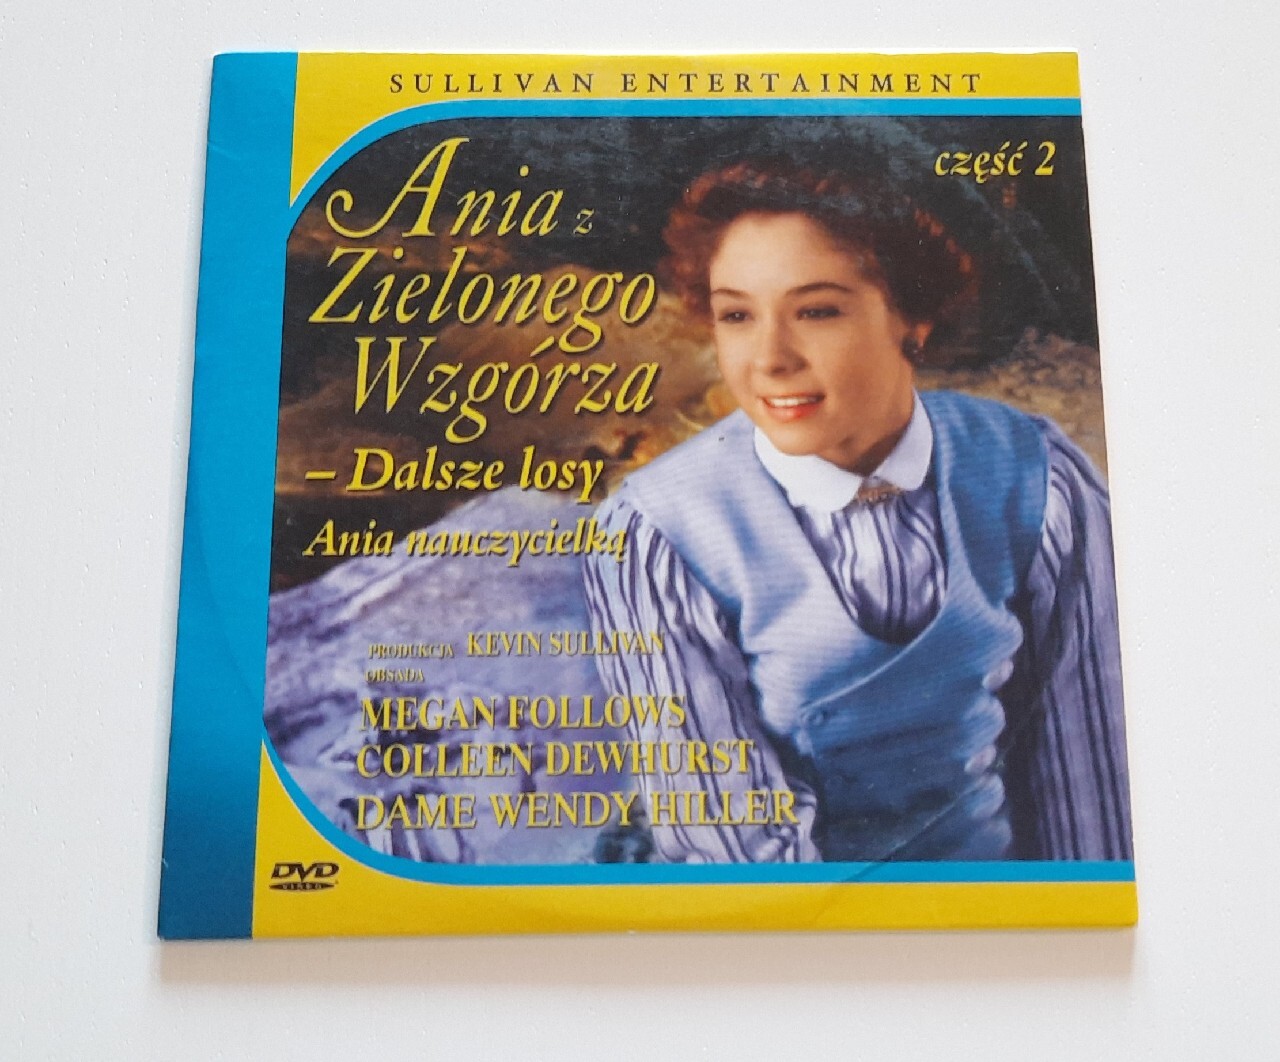 SULLIVAN ENTERTAINMENT
część 2
Ania z
Zielonego
Wzgórza
– Dalsze losy
Ania nauczycielką
PRODUKCJA KEVIN SULLIVAN
OBSADA
MEGAN FOLLOWS
COLLEEN DEWHURST
DAME WENDY HILLER
DVD
VIDEO